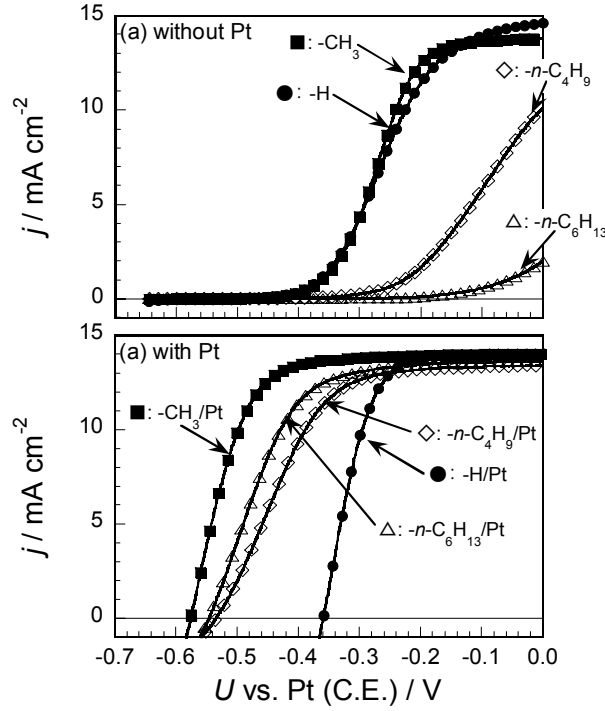 (a) without Pt
■: -CH₃
●: -H
◇: -n-C₄H₉
△: -n-C₆H₁₃
j / mA cm⁻²
15
10
5
0
(a) with Pt
■: -CH₃/Pt
◇: -n-C₄H₉/Pt
●: -H/Pt
△: -n-C₆H₁₃/Pt
j / mA cm⁻²
15
10
5
0
-0.7 -0.6 -0.5 -0.4 -0.3 -0.2 -0.1 0.0
U vs. Pt (C.E.) / V